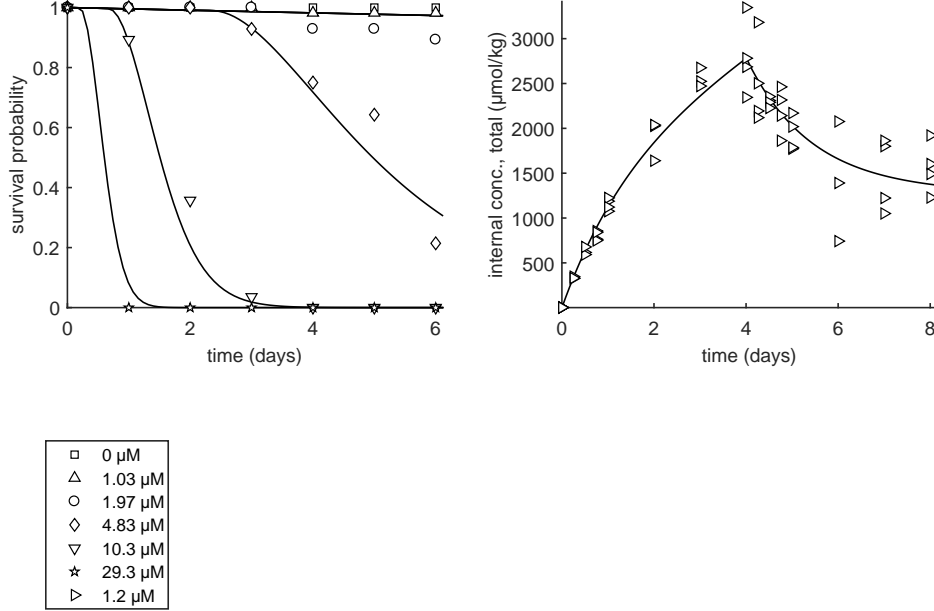 1
0.8
0.6
0.4
0.2
0
survival probability
0
2
4
6
time (days)
3000
2500
2000
1500
1000
500
internal conc., total (µmol/kg)
0
2
4
6
8
time (days)
0 µM
1.03 µM
1.97 µM
4.83 µM
10.3 µM
29.3 µM
1.2 µM